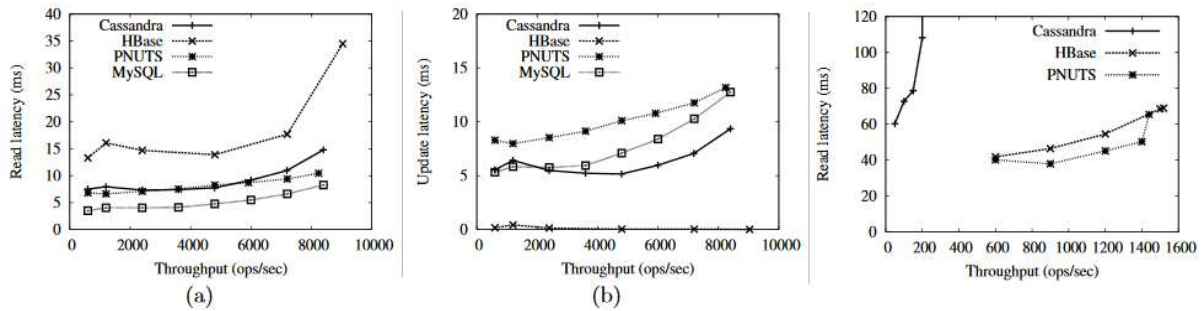 Cassandra
HBase
PNUTS
MySQL
Read latency (ms)
40
35
30
25
20
15
10
5
0
0 2000 4000 6000 8000 10000
Throughput (ops/sec)
(a)
Cassandra
HBase
PNUTS
MySQL
Update latency (ms)
20
15
10
5
0
0 2000 4000 6000 8000 10000
Throughput (ops/sec)
(b)
Cassandra
HBase
PNUTS
Read latency (ms)
120
100
80
60
40
20
0
0 200 400 600 800 1000 1200 1400 1600
Throughput (ops/sec)